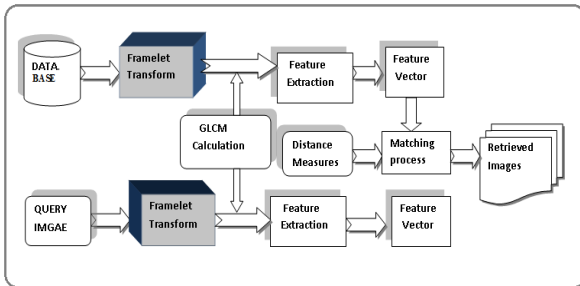 DATA.
BASE
Framelet
Transform
Feature
Extraction
Feature
Vector
GLCM
Calculation
Distance
Measures
Matching
process
Retrieved
Images
QUERY
IMGAE
Framelet
Transform
Feature
Extraction
Feature
Vector